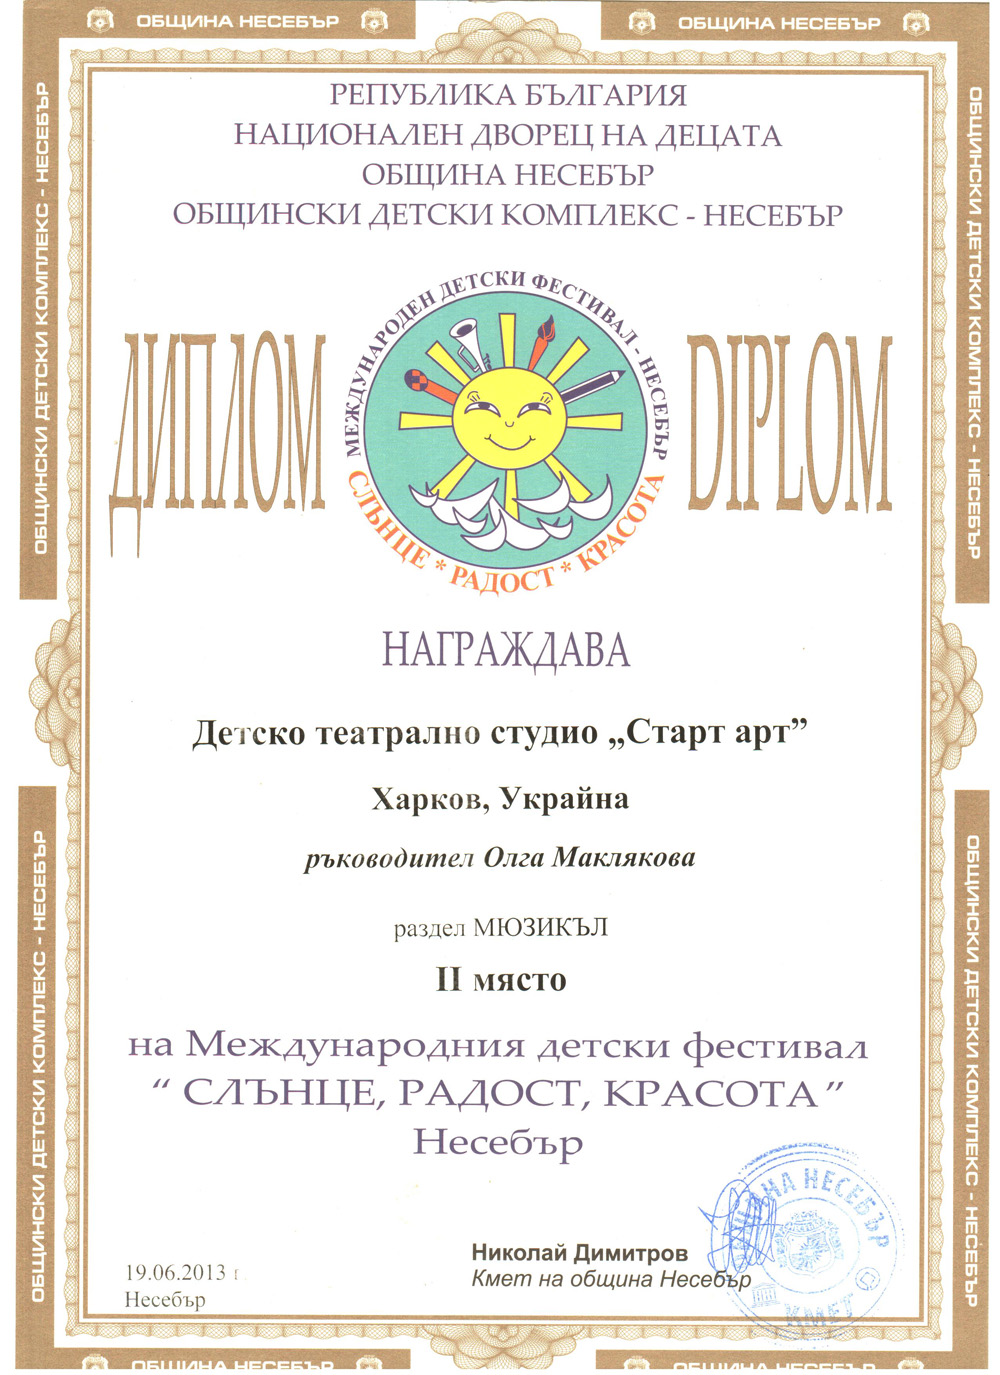 ОБЩИНА НЕСЕБЪР
ОБЩИНА НЕСЕБЪР
ОБЩИНСКИ ДЕТСКИ КОМПЛЕКС - НЕСЕБЪР
ОБЩИНСКИ ДЕТСКИ КОМПЛЕКС - НЕСЕБЪР
РЕПУБЛИКА БЪЛГАРИЯ
НАЦИОНАЛЕН ДВОРЕЦ НА ДЕЦАТА
ОБЩИНА НЕСЕБЪР
ОБЩИНСКИ ДЕТСКИ КОМПЛЕКС - НЕСЕБЪР
ДИПЛОМ
МЕЖДУНАРОДЕН ДЕТСКИ ФЕСТИВАЛ - НЕСЕБЪР
СЛЪНЦЕ * РАДОСТ * КРАСОТА
DIPLOM
НАГРАЖДАВА
Детско театрално студио „Старт арт”
Харков, Украйна
ръководител Олга Маклякова
раздел МЮЗИКЪЛ
II място
на Международния детски фестивал
“ СЛЪНЦЕ, РАДОСТ, КРАСОТА ”
Несебър
ОБЩИНСКИ ДЕТСКИ КОМПЛЕКС - НЕСЕБЪР
ОБЩИНСКИ ДЕТСКИ КОМПЛЕКС - НЕСЕБЪР
19.06.2013 г.
Несебър
Николай Димитров
Кмет на община Несебър
ОБЩИНА НЕСЕБЪР
КМЕТ
ОБЩИНА НЕСЕБЪР
ОБЩИНА НЕСЕБЪР